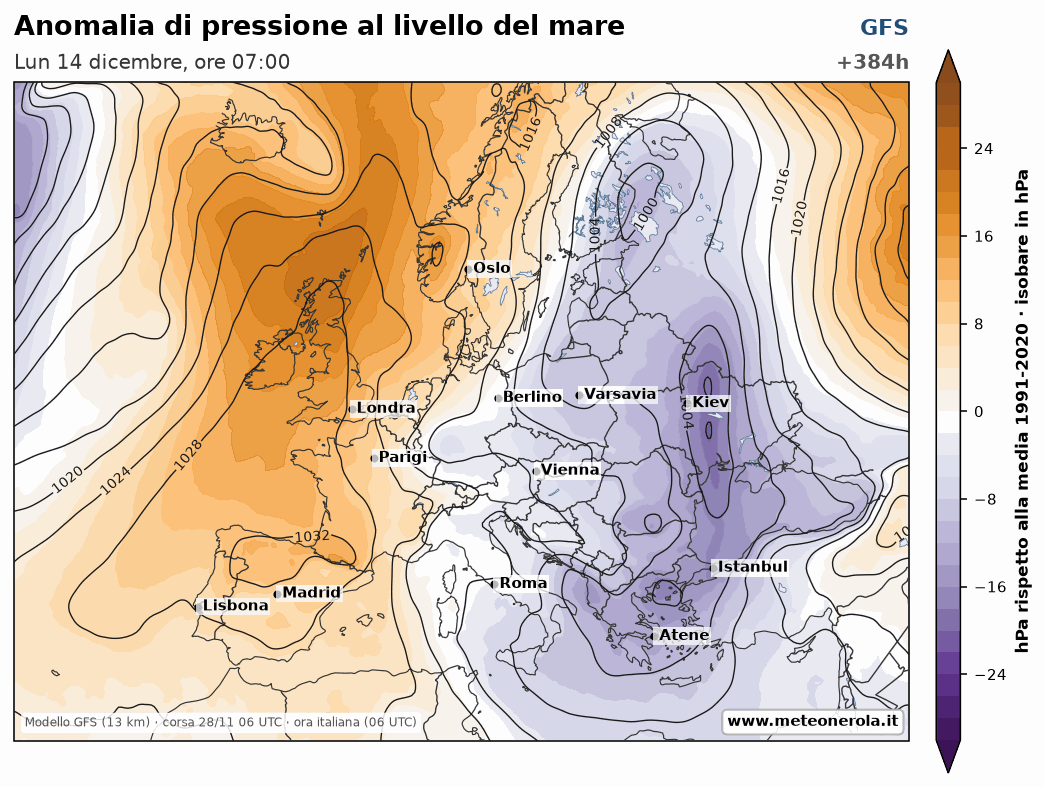 Anomalia di pressione al livello del mare
GFS
Lun 14 dicembre, ore 07:00
+384h
1016
1008
1016
1020
1004
1000
Oslo
24
16
8
0
−8
−16
−24
hPa rispetto alla media 1991-2020 · isobare in hPa
Berlino
Varsavia
Kiev
1004
Londra
Parigi
Vienna
1028
1020
1024
1032
Istanbul
Roma
Madrid
Lisbona
Atene
Modello GFS (13 km) · corsa 28/11 06 UTC · ora italiana (06 UTC)
www.meteonerola.it